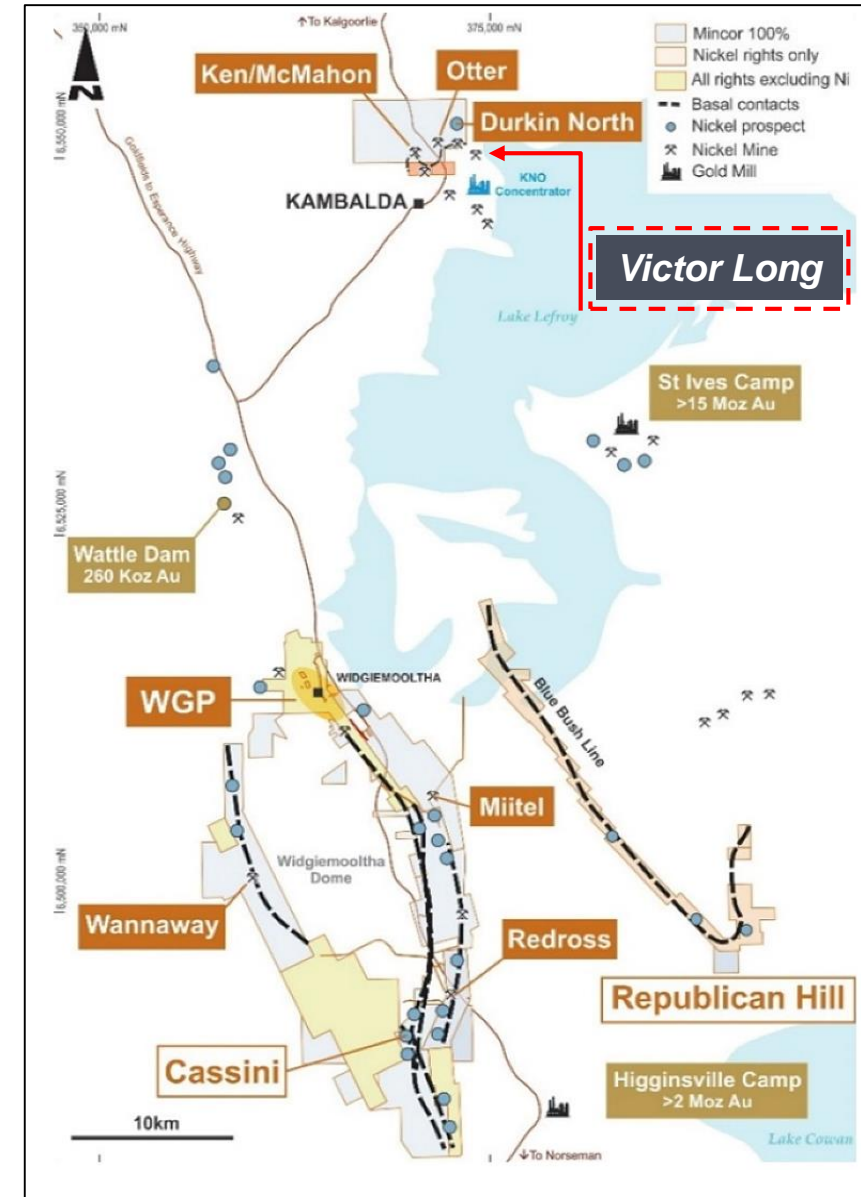 350,000 mN
↑To Kalgoorlie
375,000 mN
Mincor 100%
Nickel rights only
All rights excluding Ni
Basal contacts
Nickel prospect
Nickel Mine
Gold Mill
N
Ken/McMahon
Otter
Durkin North
6,550,000 mN
Goldfields to Esperance Highway
KNO
Concentrator
KAMBALDA
Victor Long
Lake Lefroy
St Ives Camp
>15 Moz Au
6,525,000 mN
Wattle Dam
260 Koz Au
WIDGIEMOOLTHA
WGP
Blue Bush Line
Miitel
Widgiemooltha
Dome
6,500,000 mN
Wannaway
Redross
Republican Hill
Cassini
Higginsville Camp
>2 Moz Au
10km
Lake Cowan
↓To Norseman